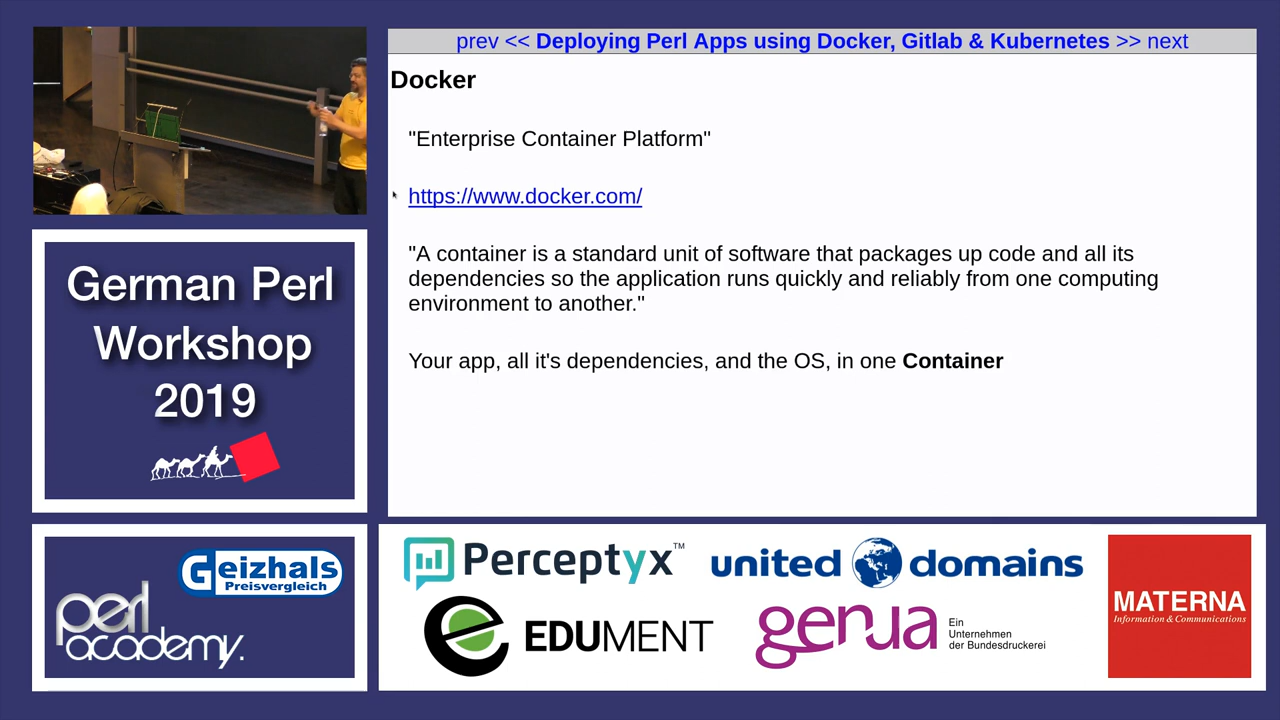 prev << Deploying Perl Apps using Docker, Gitlab & Kubernetes >> next
Docker
"Enterprise Container Platform"
https://www.docker.com/
"A container is a standard unit of software that packages up code and all its
dependencies so the application runs quickly and reliably from one computing
environment to another."
Your app, all it's dependencies, and the OS, in one Container
German Perl
Workshop
2019
Geizhals
Preisvergleich
perl
academy.
Perceptyx™
united domains
EDUMENT
genua
Ein
Unternehmen
der Bundesdruckerei
MATERNA
Information & Communications